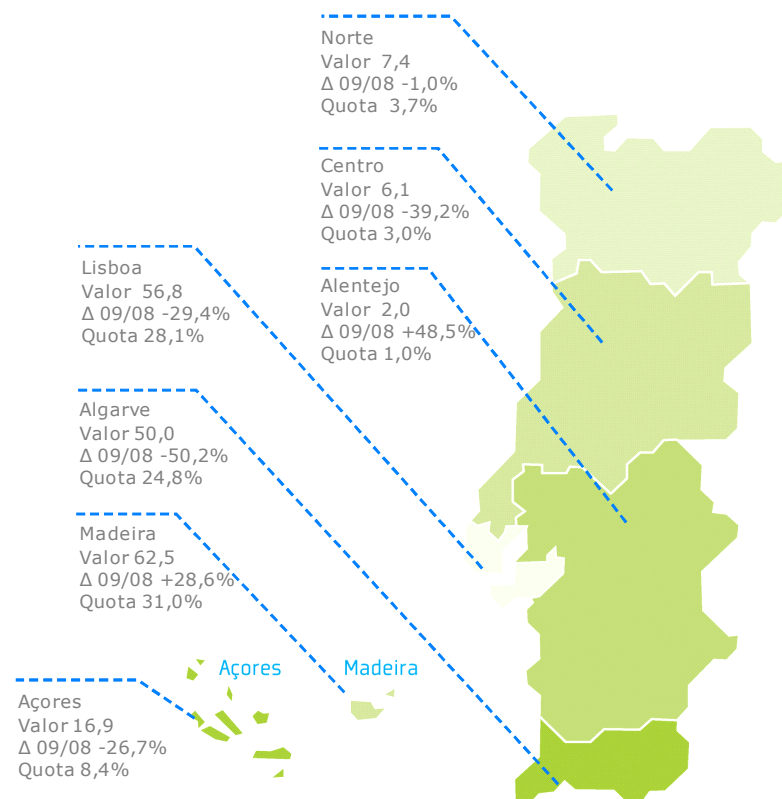 Norte
Valor 7,4
Δ 09/08 -1,0%
Quota 3,7%
Centro
Valor 6,1
Δ 09/08 -39,2%
Quota 3,0%
Lisboa
Valor 56,8
Δ 09/08 -29,4%
Quota 28,1%
Alentejo
Valor 2,0
Δ 09/08 +48,5%
Quota 1,0%
Algarve
Valor 50,0
Δ 09/08 -50,2%
Quota 24,8%
Madeira
Valor 62,5
Δ 09/08 +28,6%
Quota 31,0%
Açores
Madeira
Açores
Valor 16,9
Δ 09/08 -26,7%
Quota 8,4%